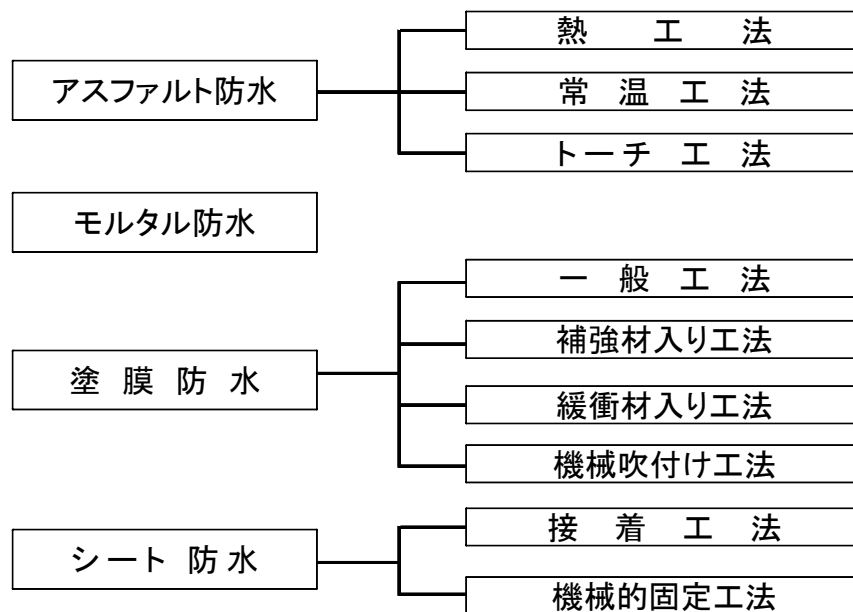 アスファルト防水
熱工法
常温工法
トーチ工法
モルタル防水
塗膜防水
一般工法
補強材入り工法
緩衝材入り工法
機械吹付け工法
シート防水
接着工法
機械的固定工法